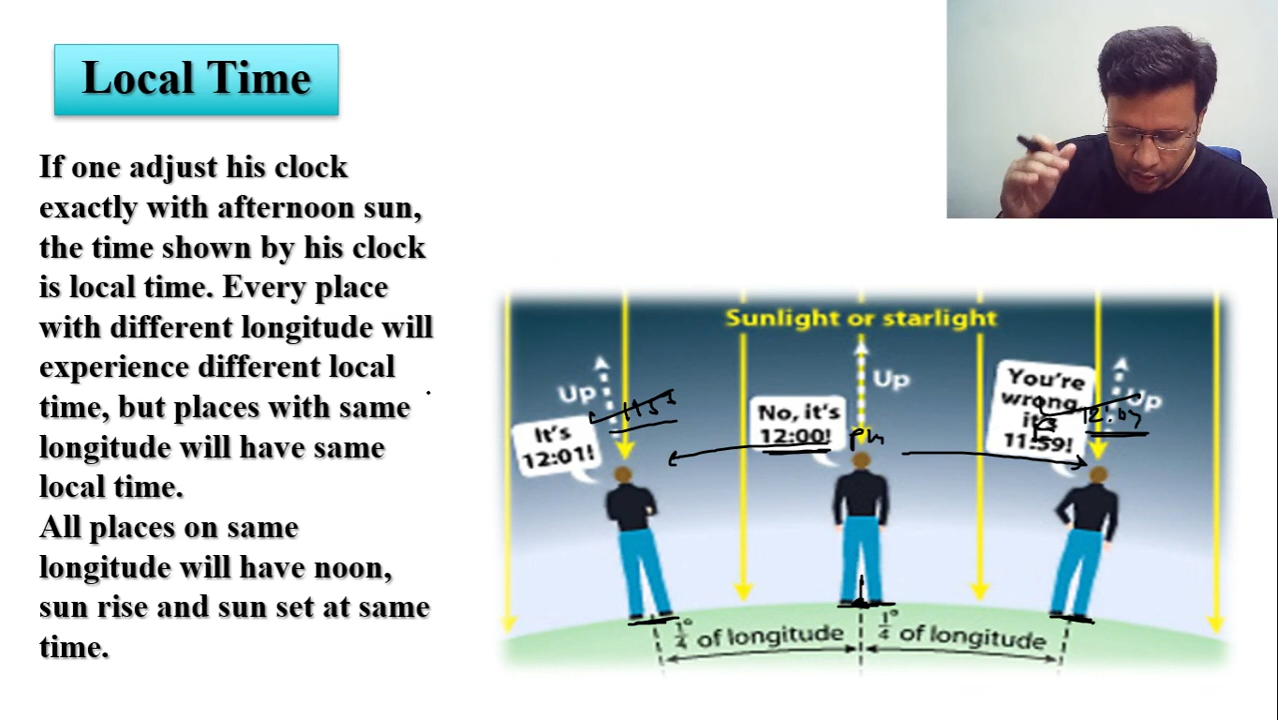 Local Time
If one adjust his clock
exactly with afternoon sun,
the time shown by his clock
is local time. Every place
with different longitude will
experience different local
time, but places with same
longitude will have same
local time.
All places on same
longitude will have noon,
sun rise and sun set at same
time.
Sunlight or starlight
Up
Up
Up
It's
12:01!
No, it's
12:00!
You're
wrong
it's
11:59!
1/4° of longitude
1/4° of longitude